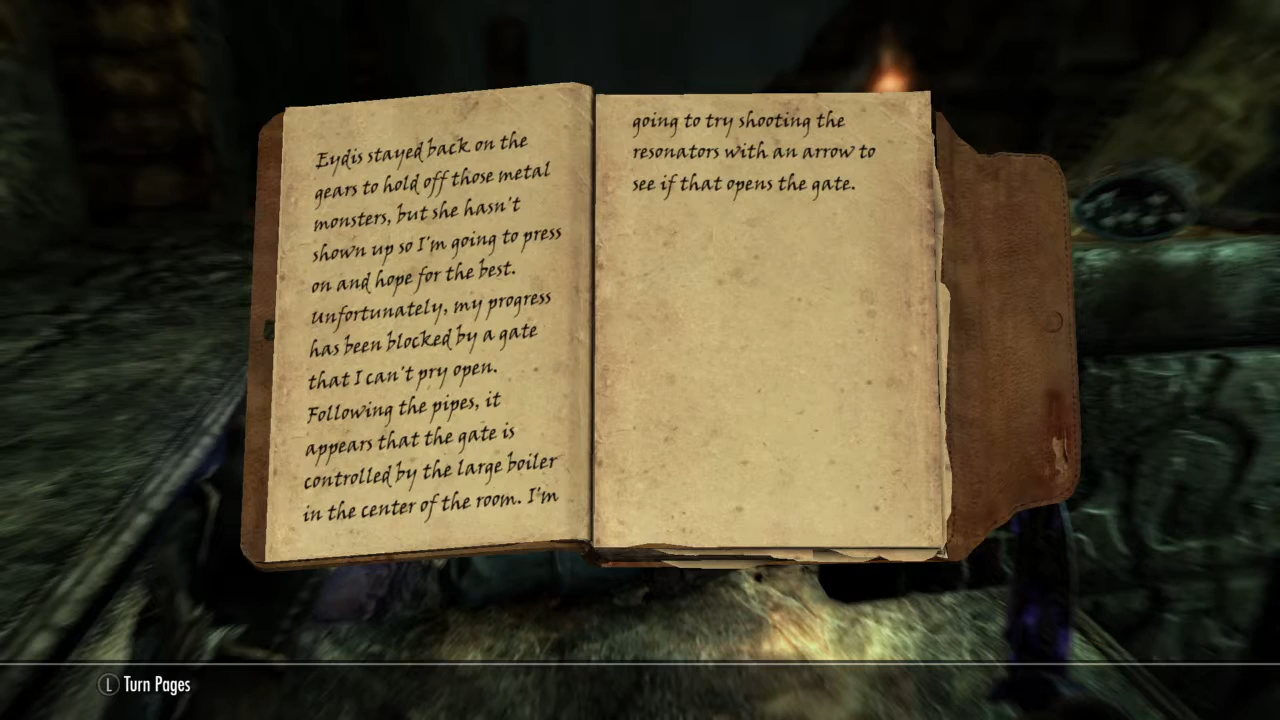 Eydis stayed back on the
gears to hold off those metal
monsters, but she hasn't
shown up so I'm going to press
on and hope for the best.
Unfortunately, my progress
has been blocked by a gate
that I can't pry open.
Following the pipes, it
appears that the gate is
controlled by the large boiler
in the center of the room. I'm
going to try shooting the
resonators with an arrow to
see if that opens the gate.
L Turn Pages